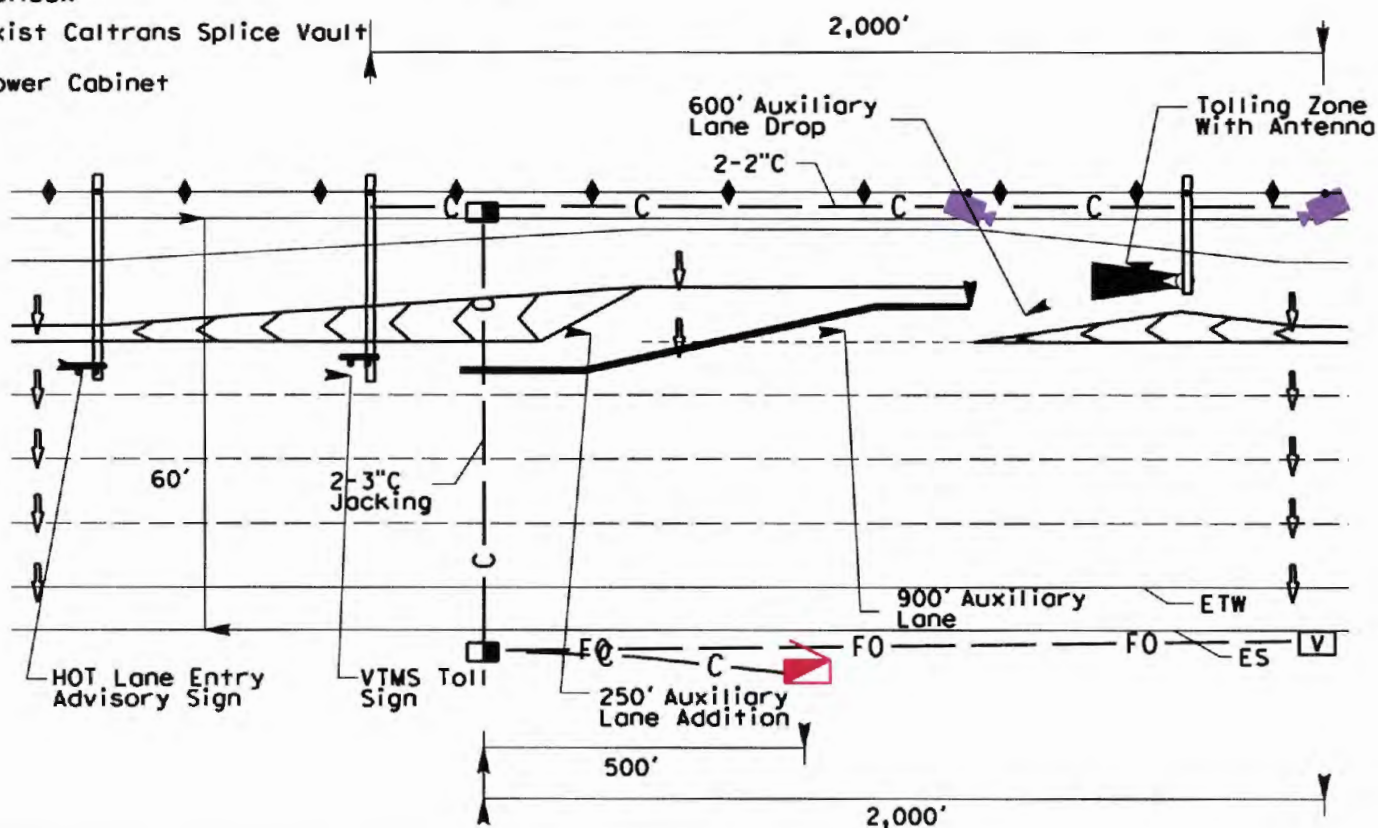 xist Caltrans Splice Vault
ower Cabinet
2,000'
600' Auxiliary
Lane Drop
Tolling Zone
With Antenna
2-2"C
C
C
C
C
C
60'
2-3"C
Jacking
C
900' Auxiliary
Lane
ETW
FO
C
C
FO
FO
ES
V
HOT Lane Entry
Advisory Sign
VTMS Toll
Sign
250' Auxiliary
Lane Addition
500'
2,000'